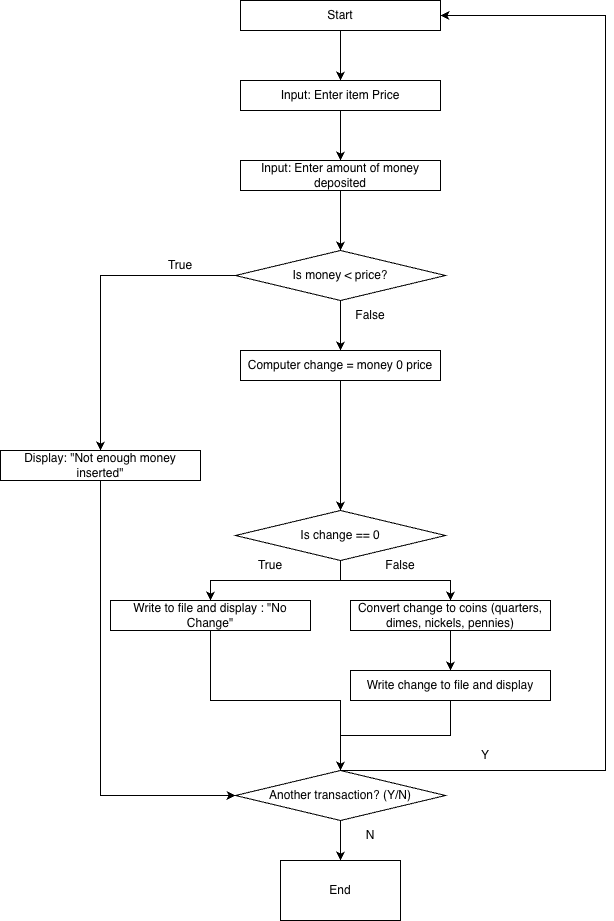 Start
Input: Enter item Price
Input: Enter amount of money
deposited
True
Is money < price?
False
Computer change = money 0 price
Display: "Not enough money
inserted"
Is change == 0
True
False
Write to file and display : "No
Change"
Convert change to coins (quarters,
dimes, nickels, pennies)
Write change to file and display
Y
Another transaction? (Y/N)
N
End